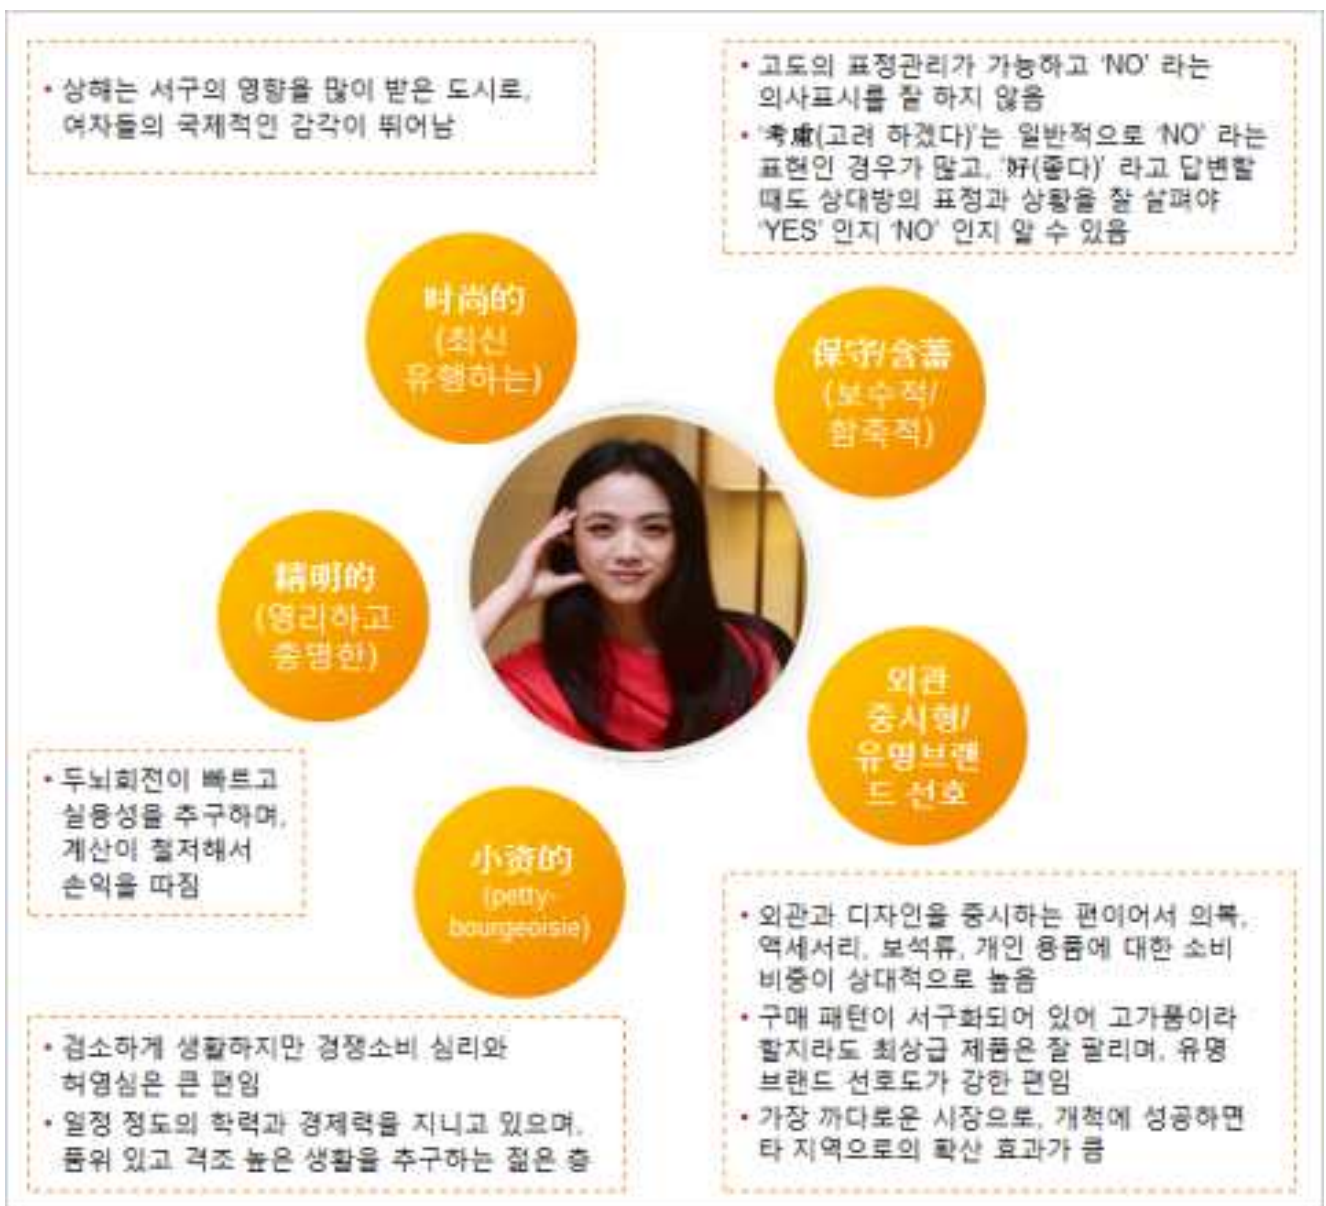 • 상해는 서구의 영향을 많이 받은 도시로,
여자들의 국제적인 감각이 뛰어남
• 고도의 표정관리가 가능하고 'NO' 라는
의사표시를 잘 하지 않음
• '考慮(고려 하겠다)'는 일반적으로 'NO' 라는
표현인 경우가 많고, '好(좋다)' 라고 답변할
때도 상대방의 표정과 상황을 잘 살펴야
'YES' 인지 'NO' 인지 알 수 있음
时尚的
(최신
유행하는)
保守/含蓄
(보수적/
함축적)
精明的
(영리하고
총명한)
외관
중시형/
유명브랜
드 선호
• 두뇌회전이 빠르고
실용성을 추구하며,
계산이 철저해서
손익을 따짐
小资的
(petty-
bourgeoisie)
• 검소하게 생활하지만 경쟁소비 심리와
허영심은 큰 편임
• 일정 정도의 학력과 경제력을 지니고 있으며,
품위 있고 격조 높은 생활을 추구하는 젊은 층
• 외관과 디자인을 중시하는 편이어서 의복,
액세서리, 보석류, 개인 용품에 대한 소비
비중이 상대적으로 높음
• 구매 패턴이 서구화되어 있어 고가품이라
할지라도 최상급 제품은 잘 팔리며, 유명
브랜드 선호도가 강한 편임
• 가장 까다로운 시장으로, 개척에 성공하면
타 지역으로의 확산 효과가 큼